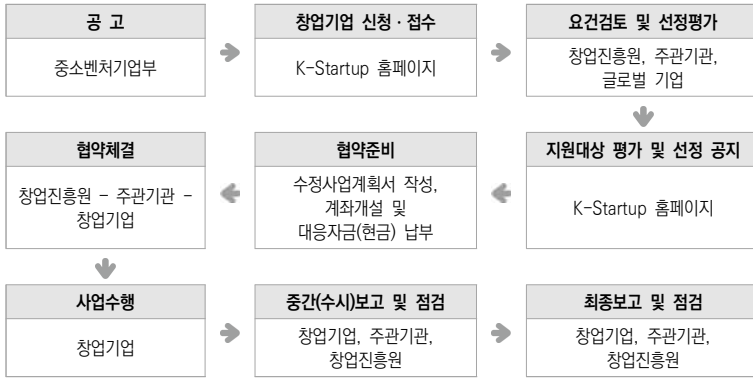 공 고
중소벤처기업부
창업기업 신청 · 접수
K-Startup 홈페이지
요건검토 및 선정평가
창업진흥원, 주관기관,
글로벌 기업
지원대상 평가 및 선정 공지
K-Startup 홈페이지
협약준비
수정사업계획서 작성,
계좌개설 및
대응자금(현금) 납부
협약체결
창업진흥원 - 주관기관 -
창업기업
사업수행
창업기업
중간(수시)보고 및 점검
창업기업, 주관기관,
창업진흥원
최종보고 및 점검
창업기업, 주관기관,
창업진흥원